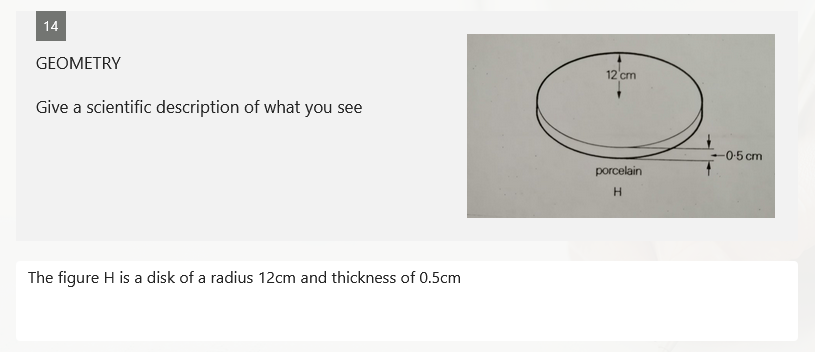 14
GEOMETRY
Give a scientific description of what you see
12 cm
0·5 cm
porcelain
H
The figure H is a disk of a radius 12cm and thickness of 0.5cm